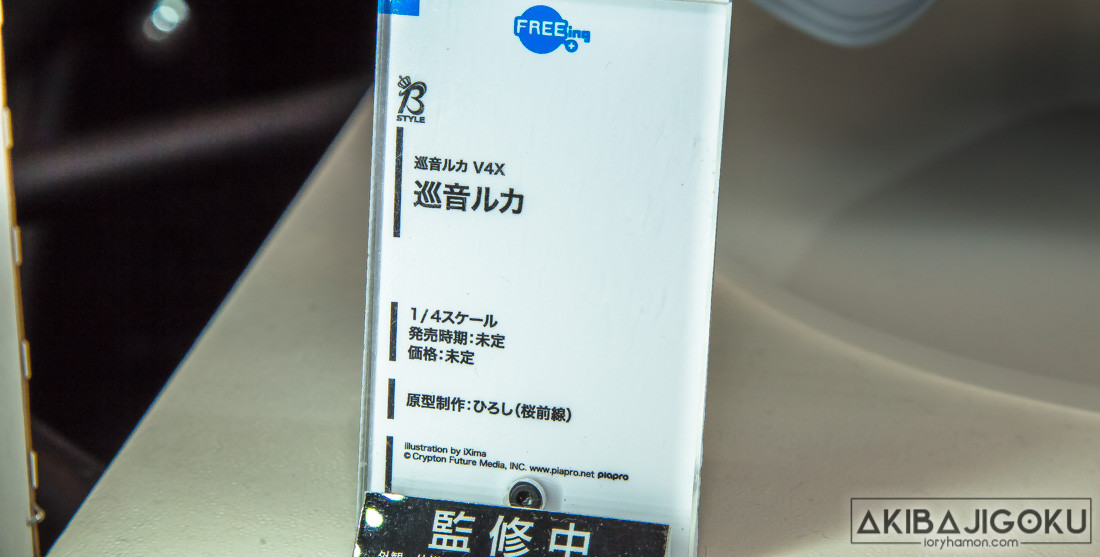 FREEing
B
STYLE
巡音ルカ V4X
巡音ルカ
1/4スケール
発売時期:未定
価格:未定
原型制作:ひろし(桜前線)
illustration by iXima
© Crypton Future Media, INC. www.piapro.net piapro
監修中
AKIBAJIGOKU
ioryhamon.com